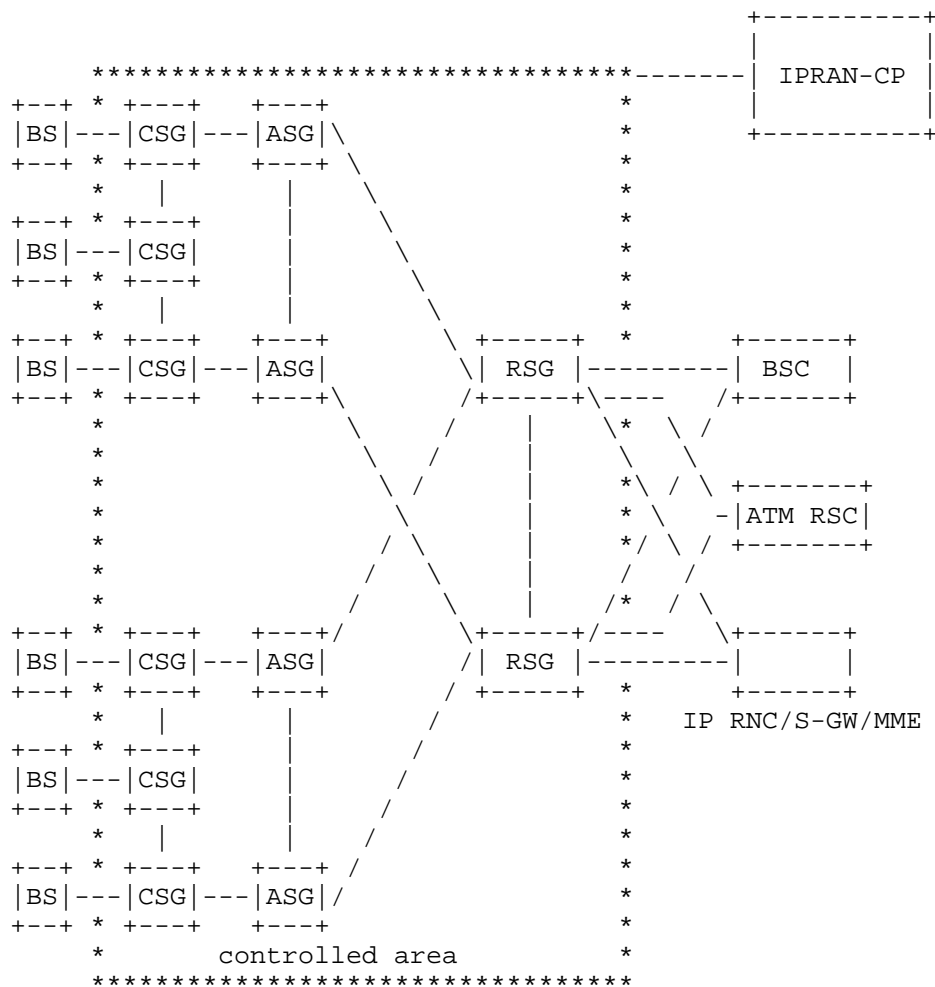 IPRAN-CP
BS CSG ASG
BS CSG
BS CSG ASG RSG BSC
ATM RSC
BS CSG ASG RSG
IP RNC/S-GW/MME
BS CSG
BS CSG ASG
controlled area